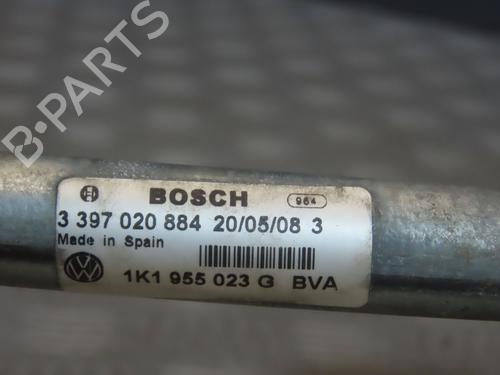 B-PARTS
BOSCH 964
3 397 020 884 20/05/08 3
Made in Spain
1K1 955 023 G BVA